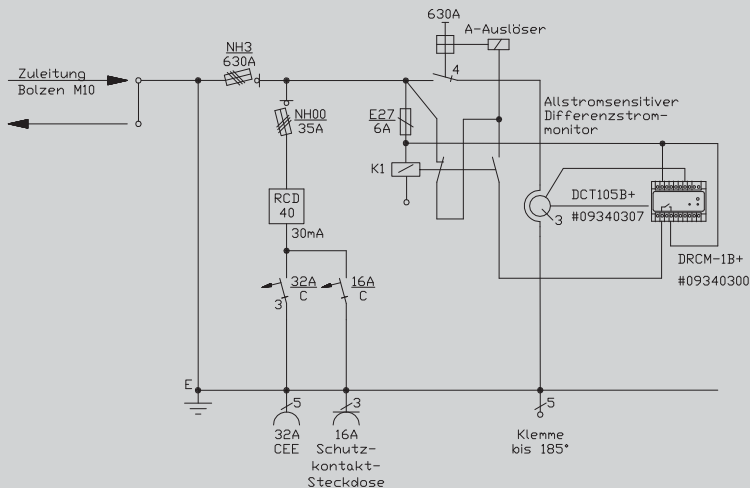 630A
A-Auslöser
NH3
630A
4
Zuleitung
Bolzen M10
NH00
35A
E27
6A
Allstromsensitiver
Differenzstrom-
monitor
K1
RCD
40
30mA
DCT105B+
#09340307
3
DRCM-1B+
#09340300
32A
C
3
16A
C
E
5
3
5
32A
CEE
16A
Schutz-
kontakt-
Steckdose
Klemme
bis 185°